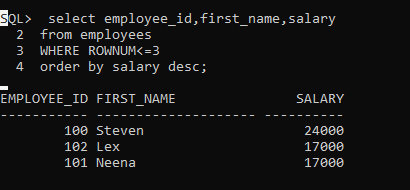 SQL>  select employee_id,first_name,salary
  2  from employees
  3  WHERE ROWNUM<=3
  4  order by salary desc;
EMPLOYEE_ID FIRST_NAME               SALARY
----------- -------------------- ----------
        100 Steven                    24000
        102 Lex                       17000
        101 Neena                     17000